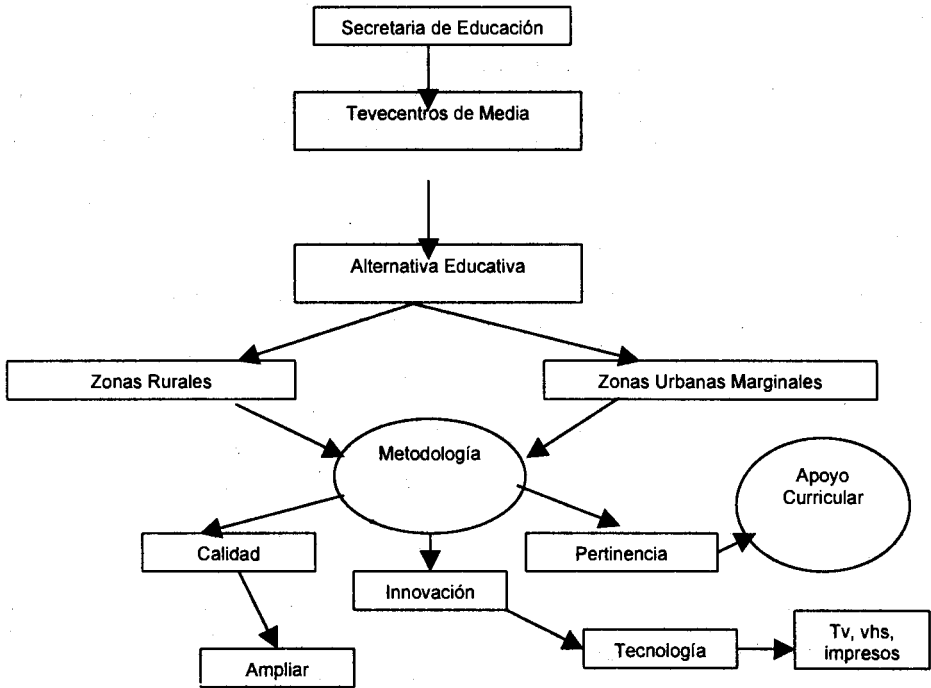 Secretaria de Educación
Tevecentros de Media
Alternativa Educativa
Zonas Rurales
Zonas Urbanas Marginales
Metodología
Apoyo
Curricular
Calidad
Pertinencia
Innovación
Ampliar
Tecnología
Tv, vhs,
impresos